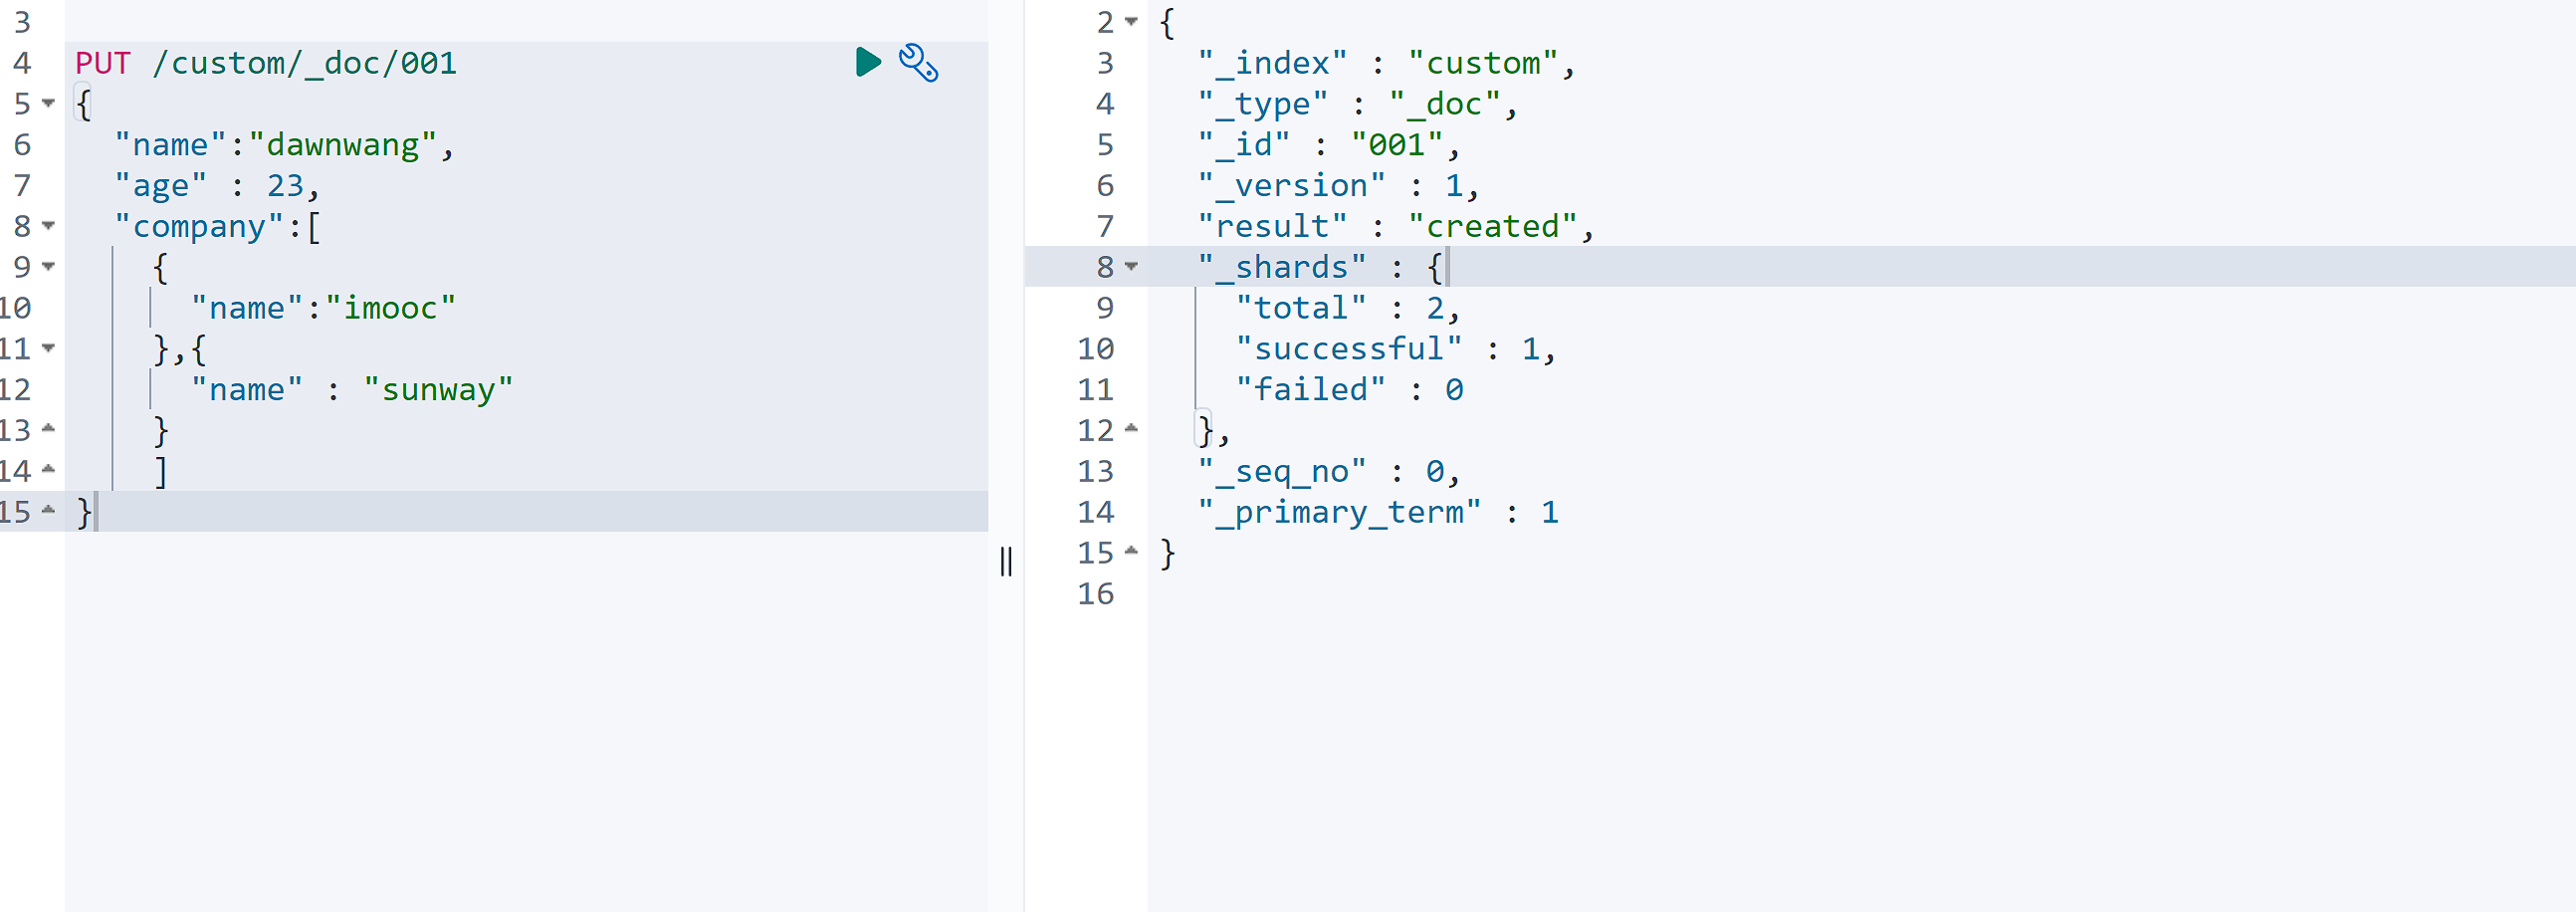 3
4 PUT /custom/_doc/001
5 {
6 "name":"dawnwang",
7 "age" : 23,
8 "company":[
9 {
10 "name":"imooc"
11 },{
12 "name" : "sunway"
13 }
14 ]
15 }
2 {
3 "_index" : "custom",
4 "_type" : "_doc",
5 "_id" : "001",
6 "_version" : 1,
7 "result" : "created",
8 "_shards" : {
9 "total" : 2,
10 "successful" : 1,
11 "failed" : 0
12 },
13 "_seq_no" : 0,
14 "_primary_term" : 1
15 }
16